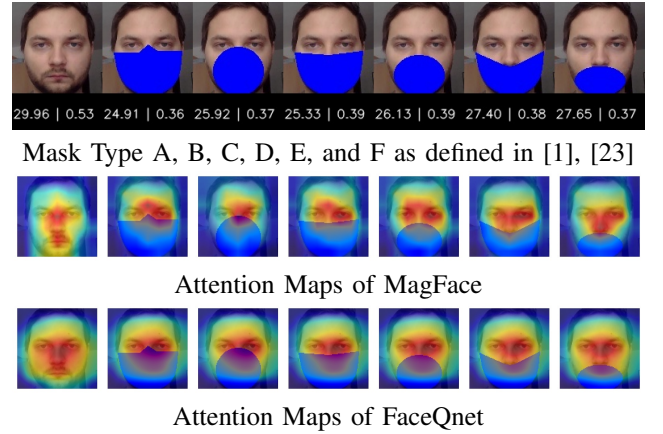 29.96 | 0.53 24.91 | 0.36 25.92 | 0.37 25.33 | 0.39 26.13 | 0.39 27.40 | 0.38 27.65 | 0.37
Mask Type A, B, C, D, E, and F as defined in [1], [23]
Attention Maps of MagFace
Attention Maps of FaceQnet